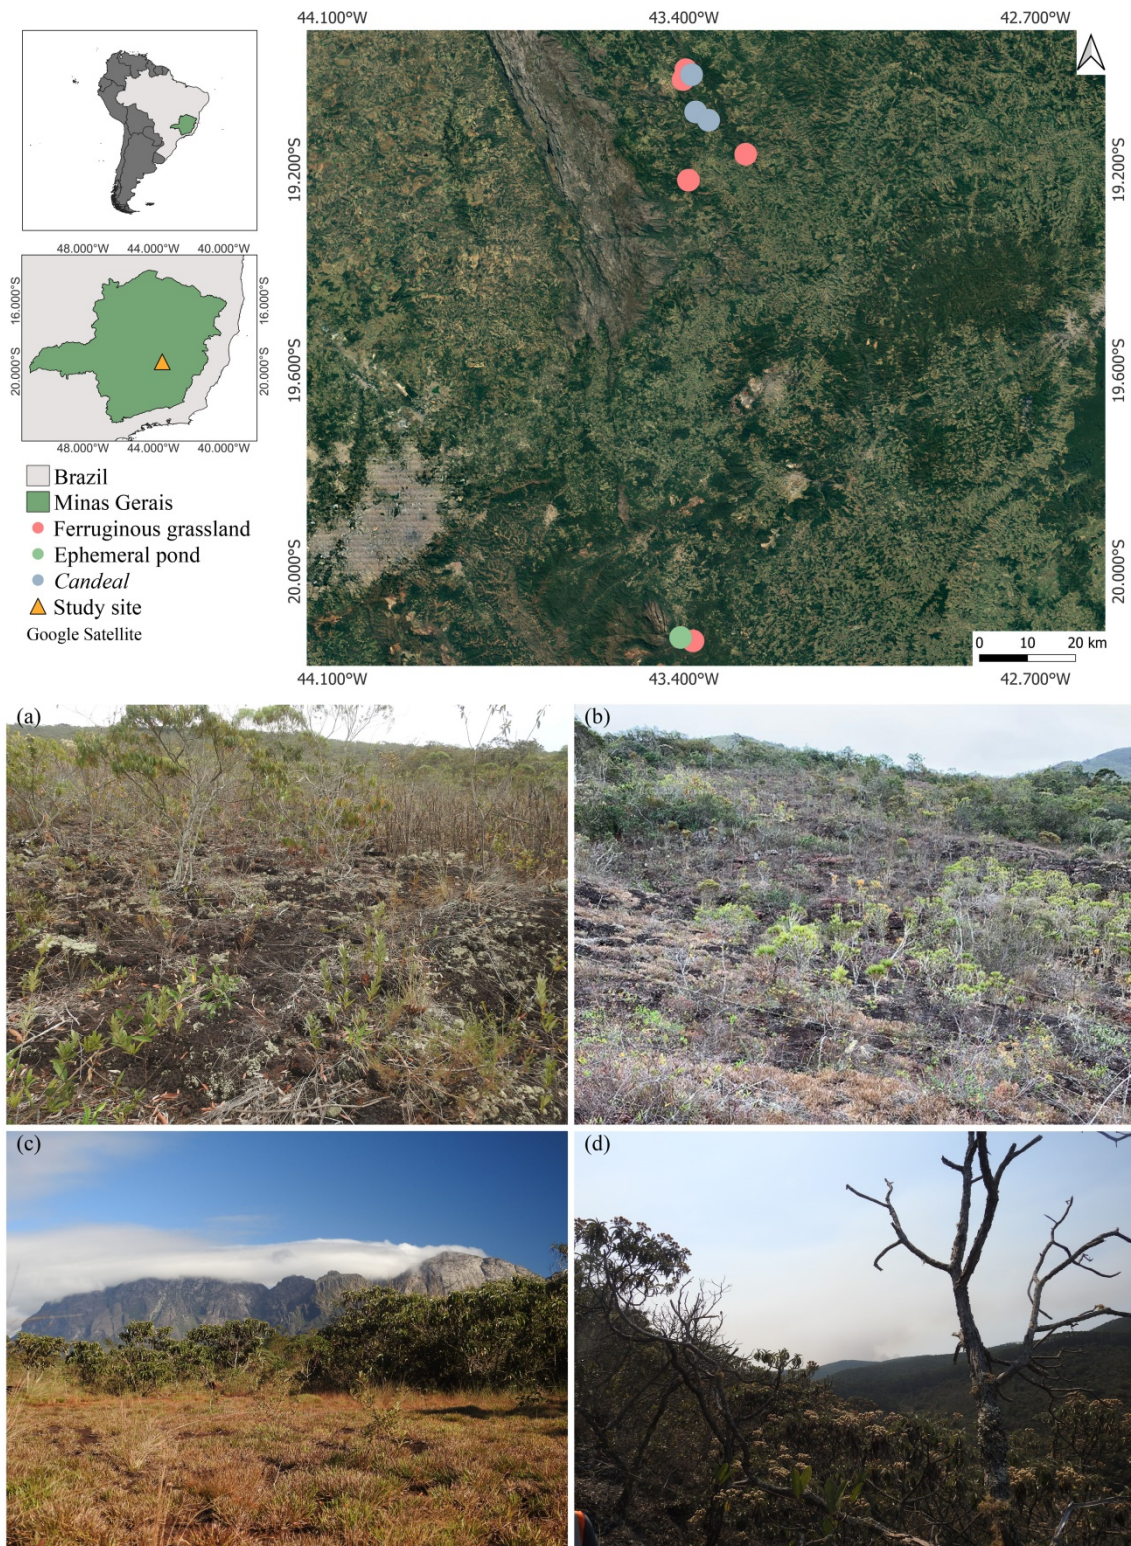 44.100°W 43.400°W 42.700°W
19.200°S 19.200°S
19.600°S 19.600°S
20.000°S 20.000°S
44.100°W 43.400°W 42.700°W
0 10 20 km
48.000°W 44.000°W 40.000°W
16.000°S 16.000°S
20.000°S 20.000°S
48.000°W 44.000°W 40.000°W
Brazil
Minas Gerais
Ferruginous grassland
Ephemeral pond
Candeal
Study site
Google Satellite
(a)
(b)
(c)
(d)